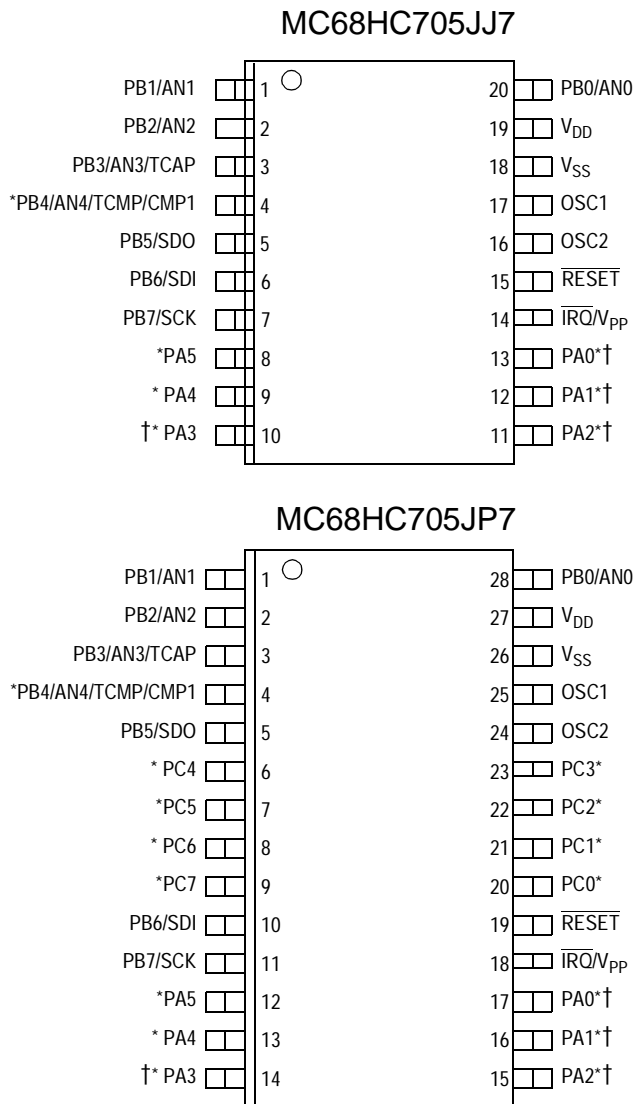 MC68HC705JJ7
PB1/AN1 1 20 PB0/AN0
PB2/AN2 2 19 VDD
PB3/AN3/TCAP 3 18 VSS
*PB4/AN4/TCMP/CMP1 4 17 OSC1
PB5/SDO 5 16 OSC2
PB6/SDI 6 15 RESET
PB7/SCK 7 14 IRQ/VPP
*PA5 8 13 PA0*†
* PA4 9 12 PA1*†
†* PA3 10 11 PA2*†
MC68HC705JP7
PB1/AN1 1 28 PB0/AN0
PB2/AN2 2 27 VDD
PB3/AN3/TCAP 3 26 VSS
*PB4/AN4/TCMP/CMP1 4 25 OSC1
PB5/SDO 5 24 OSC2
* PC4 6 23 PC3*
*PC5 7 22 PC2*
* PC6 8 21 PC1*
*PC7 9 20 PC0*
PB6/SDI 10 19 RESET
PB7/SCK 11 18 IRQ/VPP
*PA5 12 17 PA0*†
* PA4 13 16 PA1*†
†* PA3 14 15 PA2*†